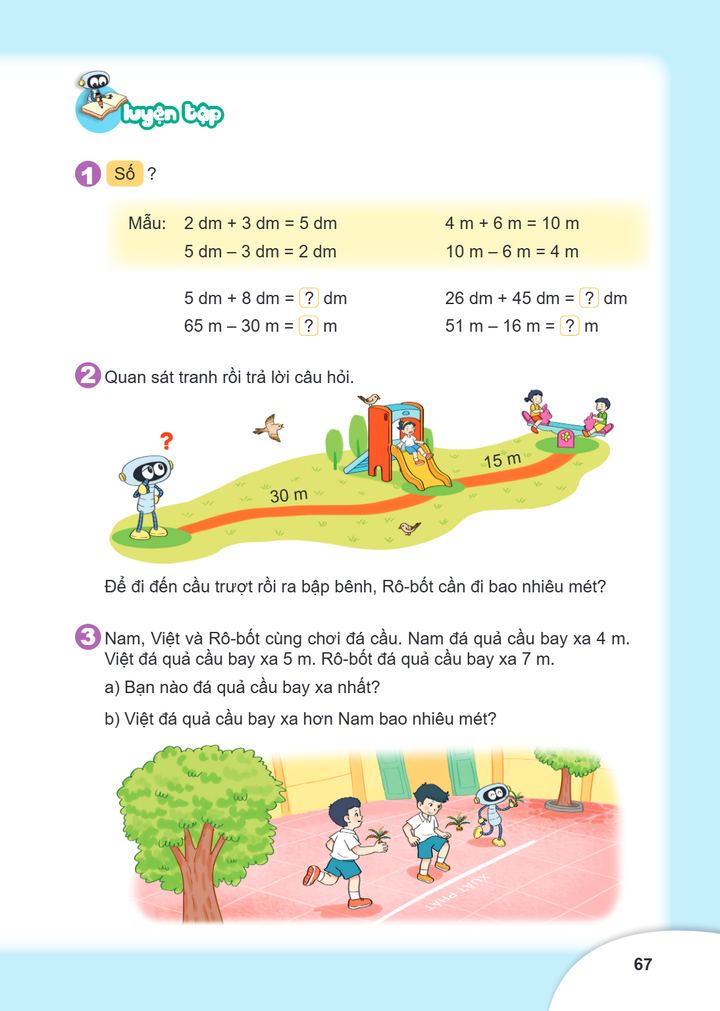 Luyện tập
1 Số ?
Mẫu: 2 dm + 3 dm = 5 dm 4 m + 6 m = 10 m
5 dm – 3 dm = 2 dm 10 m – 6 m = 4 m
5 dm + 8 dm = ? dm 26 dm + 45 dm = ? dm
65 m – 30 m = ? m 51 m – 16 m = ? m
2 Quan sát tranh rồi trả lời câu hỏi.
?
15 m
30 m
Để đi đến cầu trượt rồi ra bập bênh, Rô-bốt cần đi bao nhiêu mét?
3 Nam, Việt và Rô-bốt cùng chơi đá cầu. Nam đá quả cầu bay xa 4 m.
Việt đá quả cầu bay xa 5 m. Rô-bốt đá quả cầu bay xa 7 m.
a) Bạn nào đá quả cầu bay xa nhất?
b) Việt đá quả cầu bay xa hơn Nam bao nhiêu mét?
XUẤT PHÁT
67